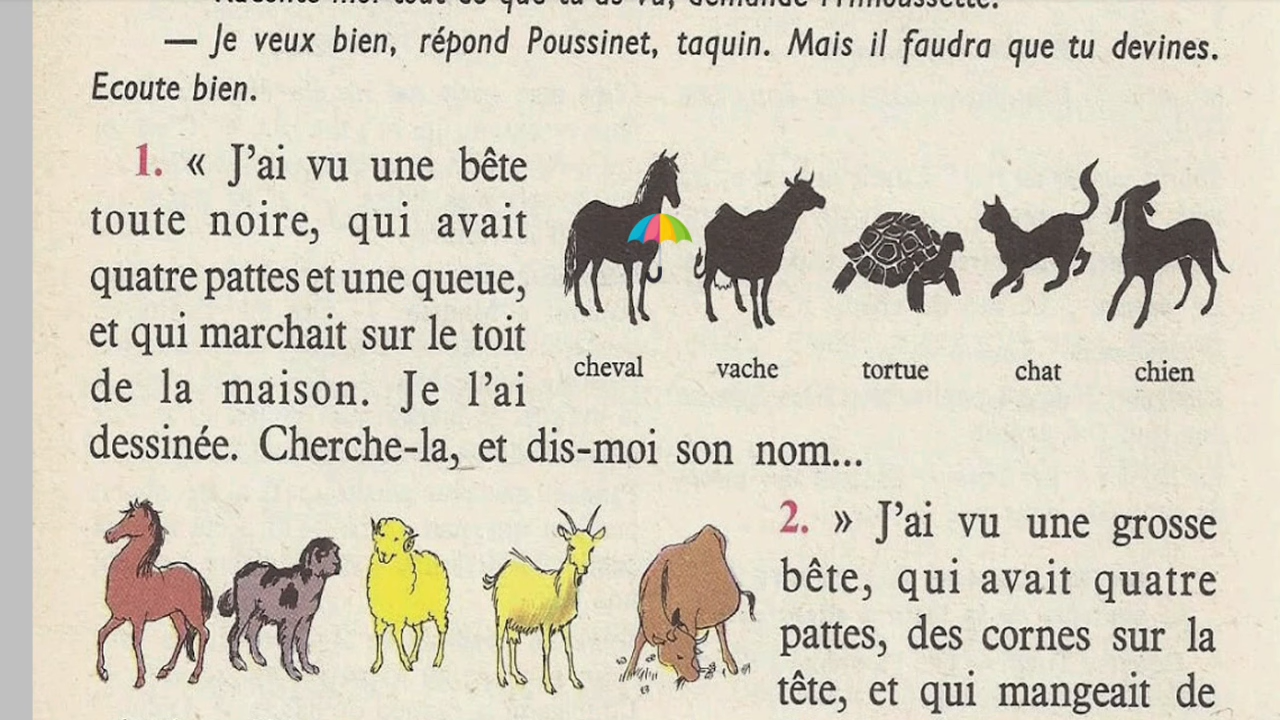 — Je veux bien, répond Poussinet, taquin. Mais il faudra que tu devines.
Ecoute bien.
1. « J'ai vu une bête
toute noire, qui avait
quatre pattes et une queue,
et qui marchait sur le toit
de la maison. Je l'ai
dessinée. Cherche-la, et dis-moi son nom...
cheval vache tortue chat chien
2. » J'ai vu une grosse
bête, qui avait quatre
pattes, des cornes sur la
tête, et qui mangeait de